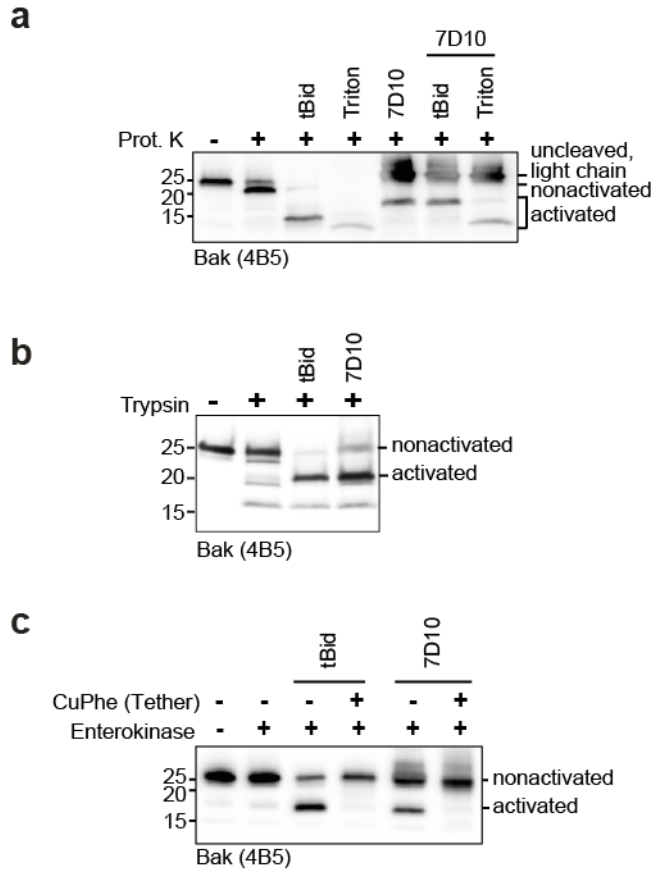 a
7D10
tBid
Triton
7D10
tBid
Triton
Prot. K - + + + + + +
25
20
15
uncleaved,
light chain
nonactivated
activated
Bak (4B5)
b
tBid
7D10
Trypsin - + + +
25
20
15
nonactivated
activated
Bak (4B5)
c
tBid
7D10
CuPhe (Tether) - - - + - +
Enterokinase - + + + + +
25
20
15
nonactivated
activated
Bak (4B5)